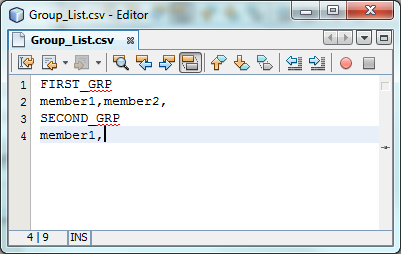 Group_List.csv - Editor
Group_List.csv
1 FIRST_GRP
2 member1,member2,
3 SECOND_GRP
4 member1,
4|9 INS